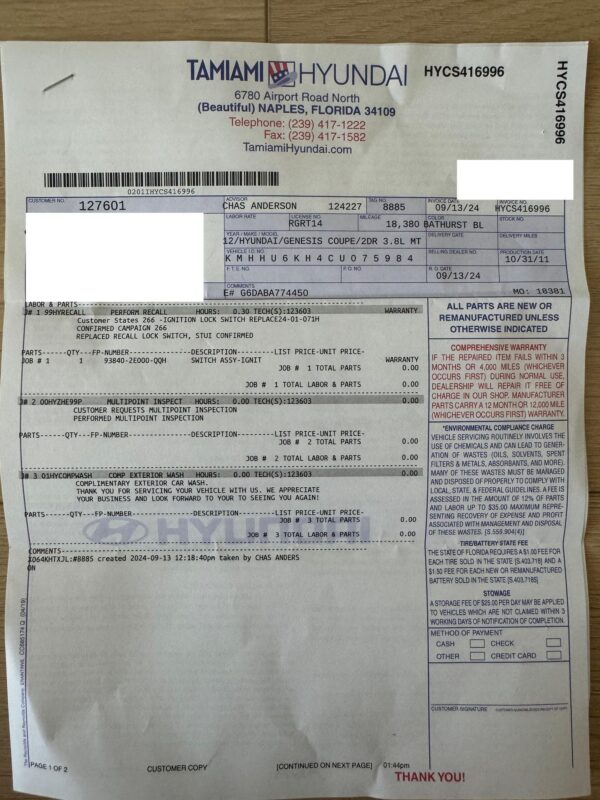 TAMIAMI HYUNDAI
HYCS416996
HYCS416996
6780 Airport Road North
(Beautiful) NAPLES, FLORIDA 34109
Telephone: (239) 417-1222
Fax: (239) 417-1582
TamiamiHyundai.com
0201IHYCS416996
CUSTOMER NO. 127601
ADVISOR CHAS ANDERSON 124227
TAG NO. 8885
INVOICE DATE 09/13/24
INVOICE NO. HYCS416996
LABOR RATE
LICENSE NO. RGRT14
MILEAGE 18,380
COLOR BATHURST BL
STOCK NO.
YEAR / MAKE / MODEL 12/HYUNDAI/GENESIS COUPE/2DR 3.8L MT
DELIVERY DATE
DELIVERY MILES
VEHICLE I.D. NO. KMHHU6KH4CU075984
SELLING DEALER NO.
PRODUCTION DATE 10/31/11
F.T.E. NO.
P.O. NO.
R.O. DATE 09/13/24
COMMENTS E# G6DABA774450
MO: 18381
LABOR & PARTS
J# 1 99HYRECALL PERFORM RECALL HOURS: 0.30 TECH(S):123603 WARRANTY
Customer States 266 -IGNITION LOCK SWITCH REPLACE24-01-071H
CONFIRMED CAMPAIGN 266
REPLACED RECALL LOCK SWITCH, STUI CONFIRMED
PARTS------QTY---FP-NUMBER---------------DESCRIPTION----------LIST PRICE-UNIT PRICE-
JOB # 1 1 93840-2E000-QQH SWITCH ASSY-IGNIT WARRANTY
JOB # 1 TOTAL PARTS 0.00
JOB # 1 TOTAL LABOR & PARTS 0.00
J# 2 00HYZHE99P MULTIPOINT INSPECT HOURS: 0.00 TECH(S):123603 0.00
CUSTOMER REQUESTS MULTIPOINT INSPECTION
PERFORMED MULTIPOINT INSPECTION
PARTS------QTY---FP-NUMBER---------------DESCRIPTION----------LIST PRICE-UNIT PRICE-
JOB # 2 TOTAL PARTS 0.00
JOB # 2 TOTAL LABOR & PARTS 0.00
J# 3 01HYCOMPWASH COMP EXTERIOR WASH HOURS: 0.00 TECH(S):123603 0.00
COMPLIMENTARY EXTERIOR CAR WASH.
THANK YOU FOR SERVICING YOUR VEHICLE WITH US. WE APPRECIATE
YOUR BUSINESS AND LOOK FORWARD TO YOUR TO SEEING YOU AGAIN!
PARTS------QTY---FP-NUMBER---------------DESCRIPTION----------LIST PRICE-UNIT PRICE-
JOB # 3 TOTAL PARTS 0.00
HYUNDAI
JOB # 3 TOTAL LABOR & PARTS 0.00
COMMENTS
3064KHTXJL:#8885 created 2024-09-13 12:18:40pm taken by CHAS ANDERS
ON
ALL PARTS ARE NEW OR
REMANUFACTURED UNLESS
OTHERWISE INDICATED
COMPREHENSIVE WARRANTY
IF THE REPAIRED ITEM FAILS WITHIN 3
MONTHS OR 4,000 MILES (WHICHEVER
OCCURS FIRST) DURING NORMAL USE,
DEALERSHIP WILL REPAIR IT FREE OF
CHARGE IN OUR SHOP. MANUFACTURER
PARTS CARRY A 12 MONTH OR 12,000 MILE
(WHICHEVER OCCURS FIRST) WARRANTY.
*ENVIRONMENTAL COMPLIANCE CHARGE
VEHICLE SERVICING ROUTINELY INVOLVES THE
USE OF CHEMICALS AND CAN LEAD TO GENER-
ATION OF WASTES (OILS, SOLVENTS, SPENT
FILTERS & METALS, ABSORBANTS, AND MORE).
MANY OF THESE WASTES MUST BE MANAGED
AND DISPOSED OF PROPERLY TO COMPLY WITH
LOCAL, STATE, & FEDERAL GUIDELINES. A FEE IS
ASSESSED IN THE AMOUNT OF 12% OF PARTS
AND LABOR UP TO $35.00 MAXIMUM REPRE-
SENTING RECOVERY OF EXPENSE AND PROFIT
ASSOCIATED WITH MANAGEMENT AND DISPOSAL
OF THESE WASTES. [S.559.904(4)]
TIRE/BATTERY STATE FEE
THE STATE OF FLORIDA REQUIRES A $1.00 FEE FOR
EACH TIRE SOLD IN THE STATE [S.403.718] AND A
$1.50 FEE FOR EACH NEW OR REMANUFACTURED
BATTERY SOLD IN THE STATE [S.403.7185]
STOWAGE
A STORAGE FEE OF $25.00 PER DAY MAY BE APPLIED
TO VEHICLES WHICH ARE NOT CLAIMED WITHIN 3
WORKING DAYS OF NOTIFICATION OF COMPLETION.
METHOD OF PAYMENT
CASH CHECK
OTHER CREDIT CARD
CUSTOMER SIGNATURE
PAGE 1 OF 2
CUSTOMER COPY
[CONTINUED ON NEXT PAGE]
01:44pm
THANK YOU!